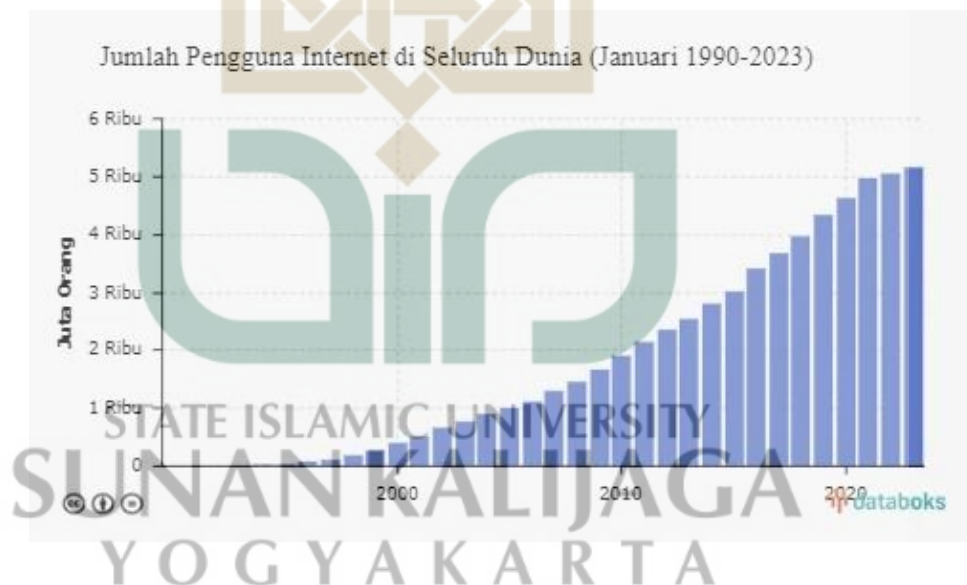 Jumlah Pengguna Internet di Seluruh Dunia (Januari 1990-2023)
6 Ribu
5 Ribu
4 Ribu
3 Ribu
2 Ribu
1 Ribu
0
Juta Orang
2000
2010
2020
databoks
STATE ISLAMIC UNIVERSITY
SUNAN KALIJAGA
YOGYAKARTA